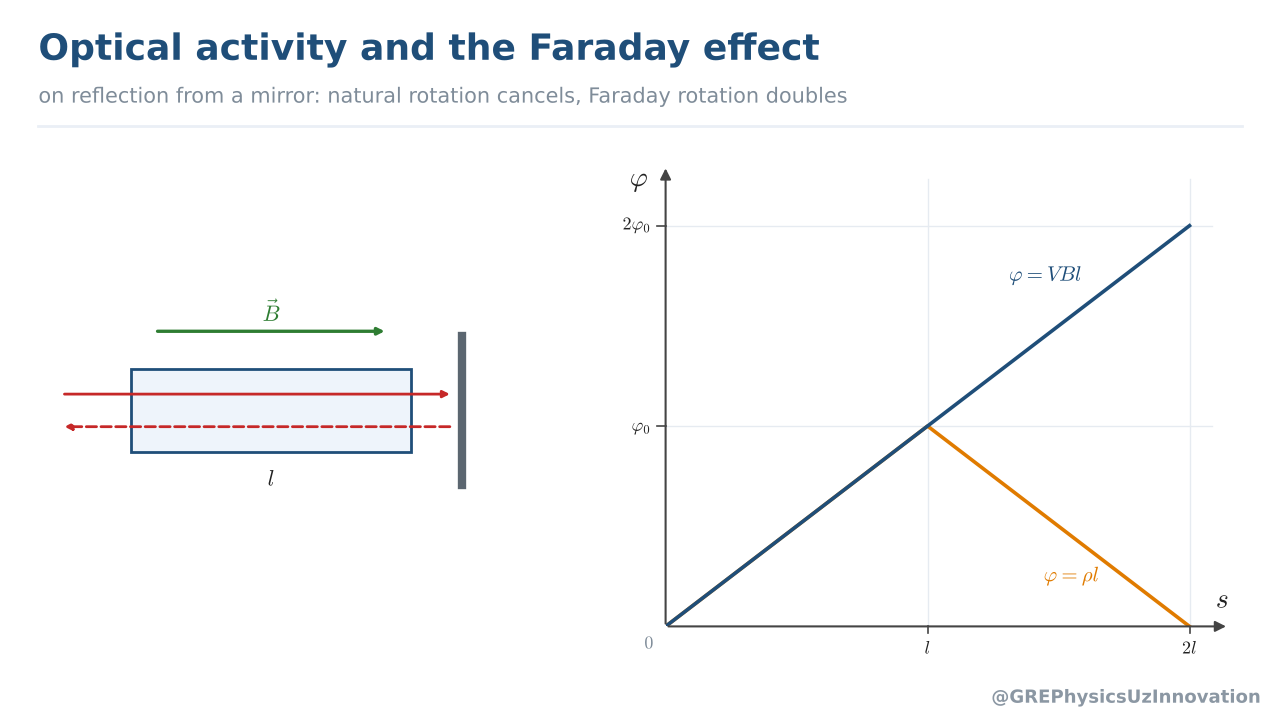 Optical activity and the Faraday effect
on reflection from a mirror: natural rotation cancels, Faraday rotation doubles
$\vec{B}$
l
φ
2φ₀
φ = VBl
φ₀
φ = ρl
s
0
l
2l
@GREPhysicsUzInnovation